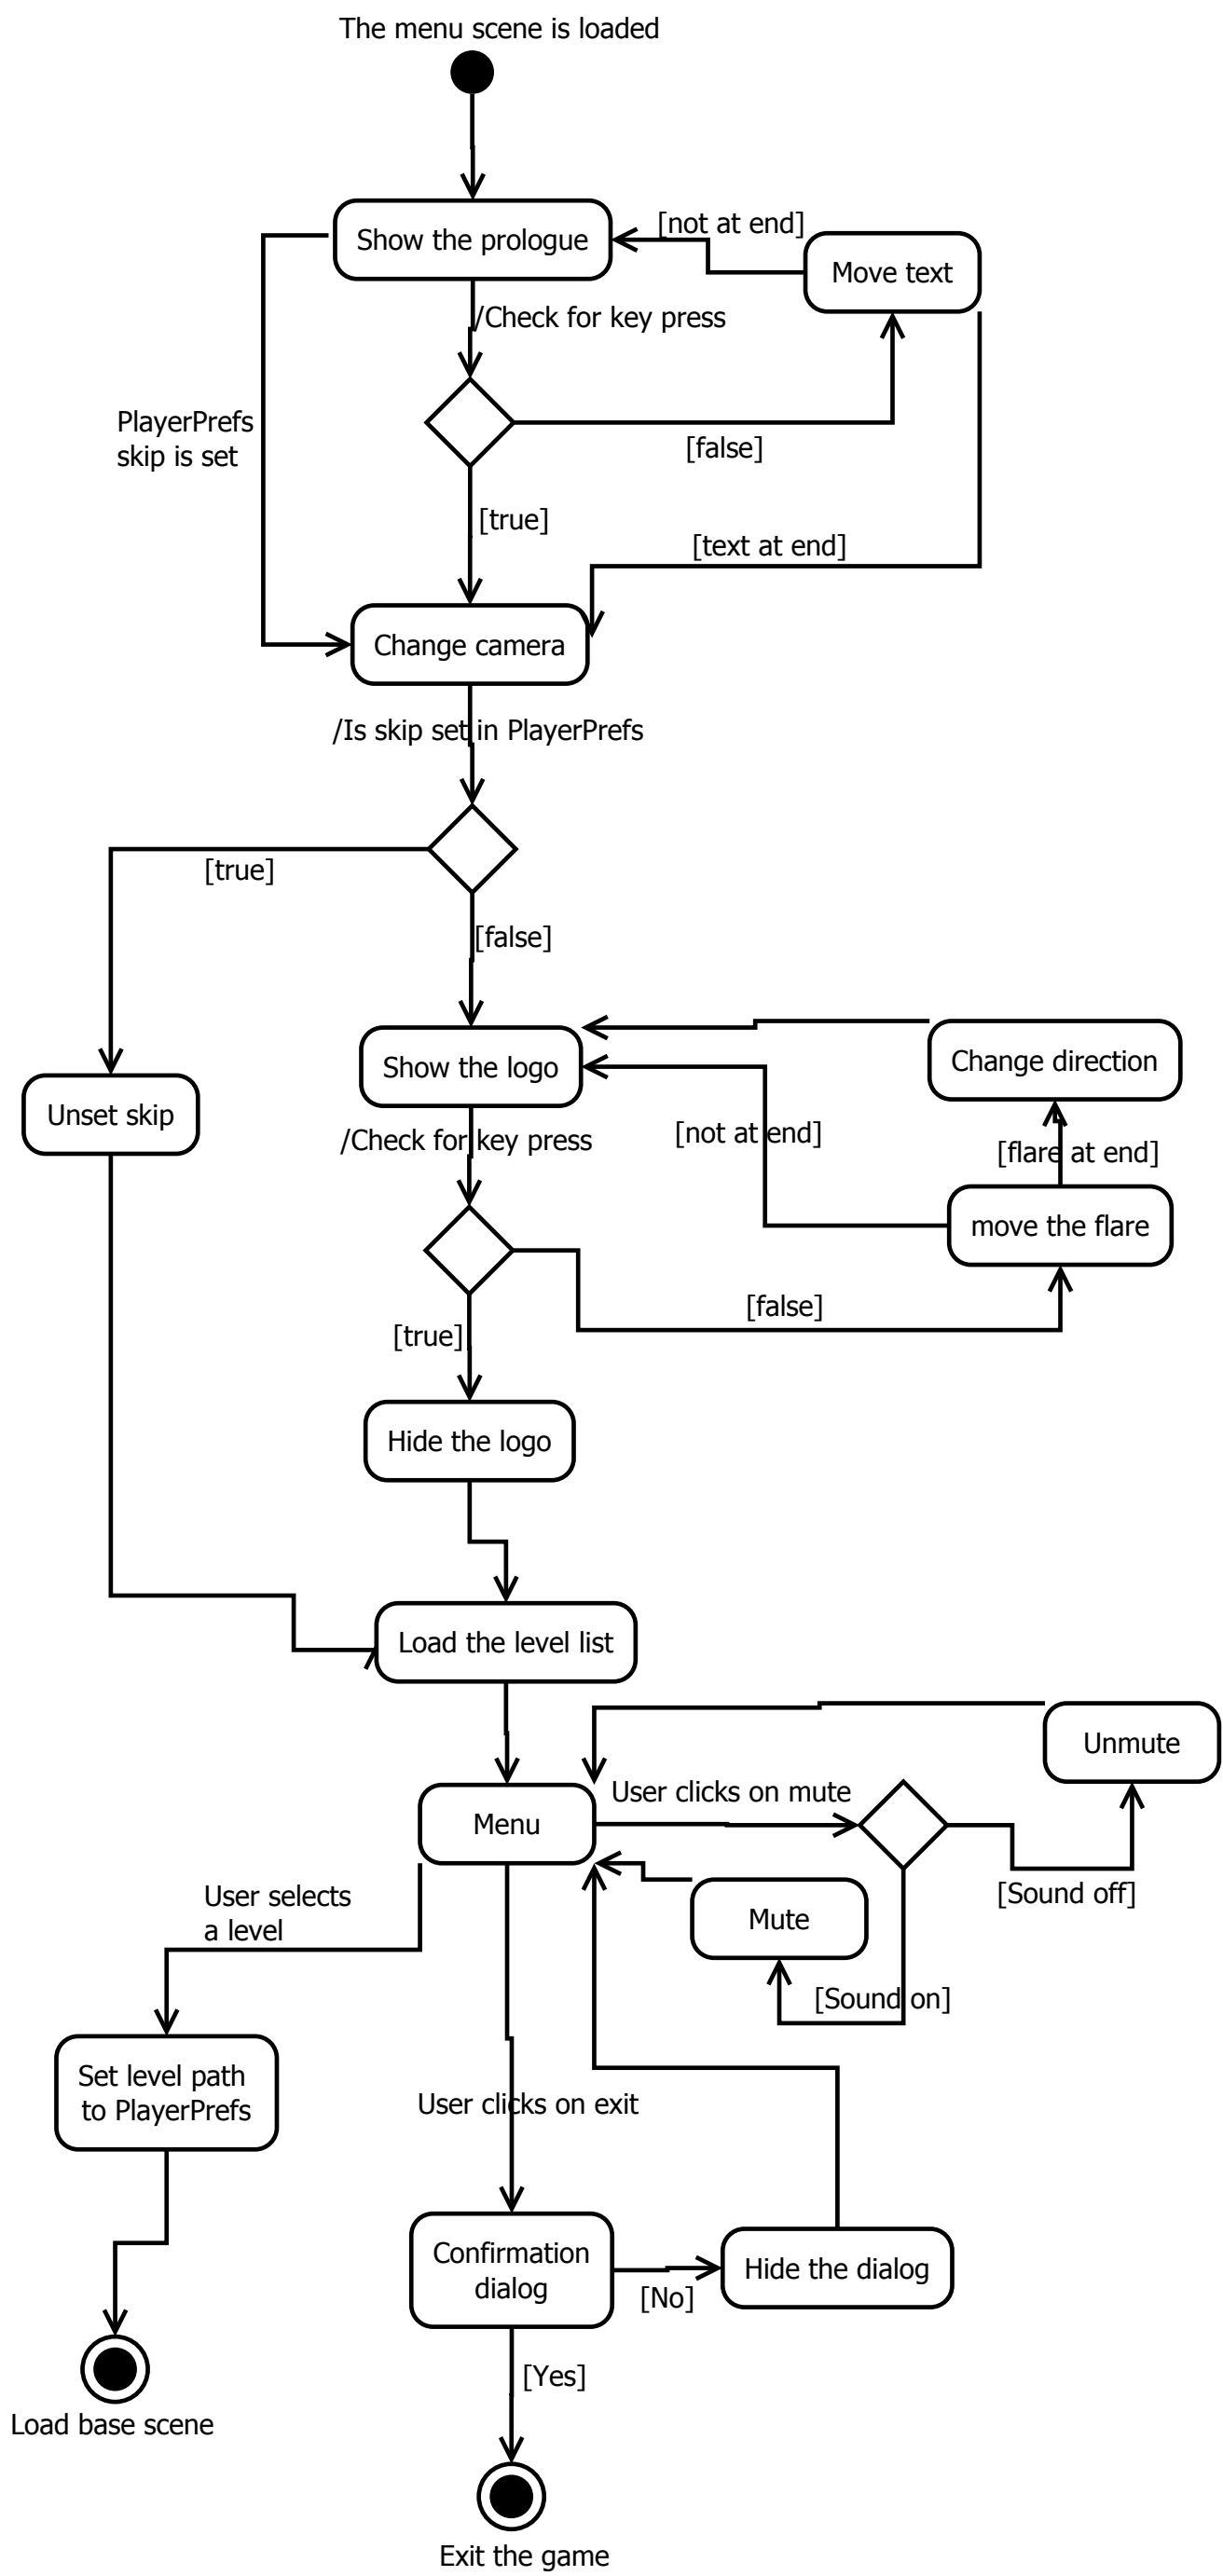 The menu scene is loaded
[not at end]
Show the prologue
Move text
/Check for key press
PlayerPrefs
skip is set
[false]
[true]
[text at end]
Change camera
/Is skip set in PlayerPrefs
[true]
[false]
Show the logo
Change direction
Unset skip
/Check for key press
[not at end]
[flare at end]
move the flare
[false]
[true]
Hide the logo
Load the level list
Unmute
User clicks on mute
Menu
User selects
a level
[Sound off]
Mute
[Sound on]
Set level path
to PlayerPrefs
User clicks on exit
Confirmation
dialog
Hide the dialog
[No]
[Yes]
Load base scene
Exit the game